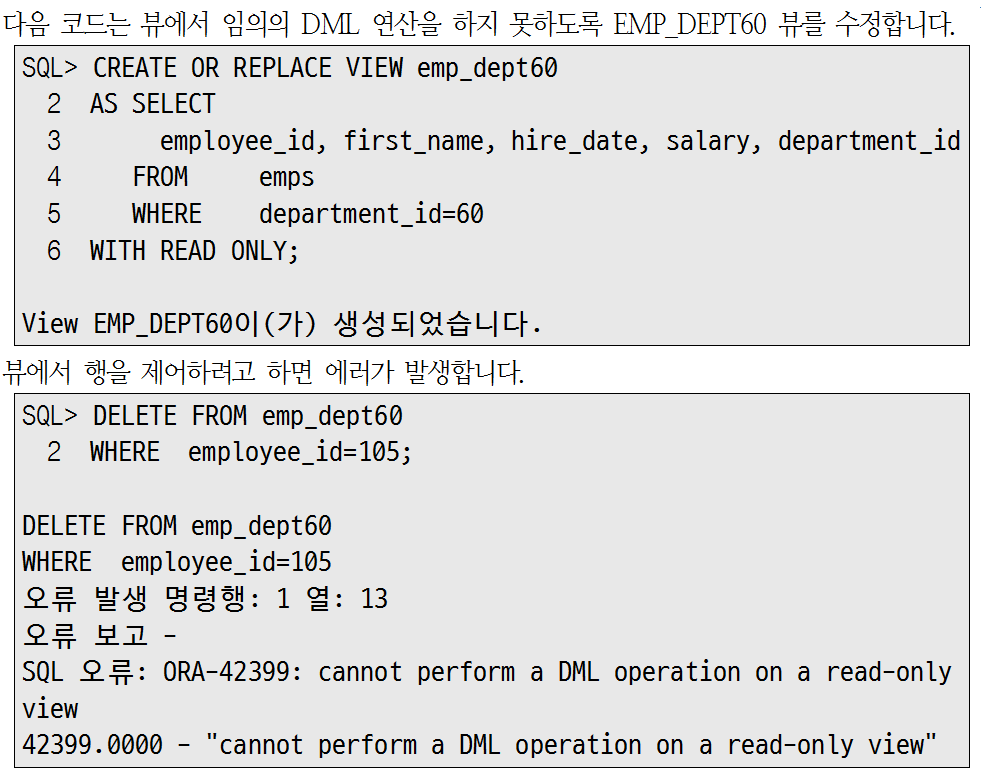 다음 코드는 뷰에서 임의의 DML 연산을 하지 못하도록 EMP_DEPT60 뷰를 수정합니다.
SQL> CREATE OR REPLACE VIEW emp_dept60
2 AS SELECT
3 employee_id, first_name, hire_date, salary, department_id
4 FROM emps
5 WHERE department_id=60
6 WITH READ ONLY;
View EMP_DEPT60이(가) 생성되었습니다.
뷰에서 행을 제어하려고 하면 에러가 발생합니다.
SQL> DELETE FROM emp_dept60
2 WHERE employee_id=105;
DELETE FROM emp_dept60
WHERE employee_id=105
오류 발생 명령행: 1 열: 13
오류 보고 -
SQL 오류: ORA-42399: cannot perform a DML operation on a read-only
view
42399.0000 - "cannot perform a DML operation on a read-only view"